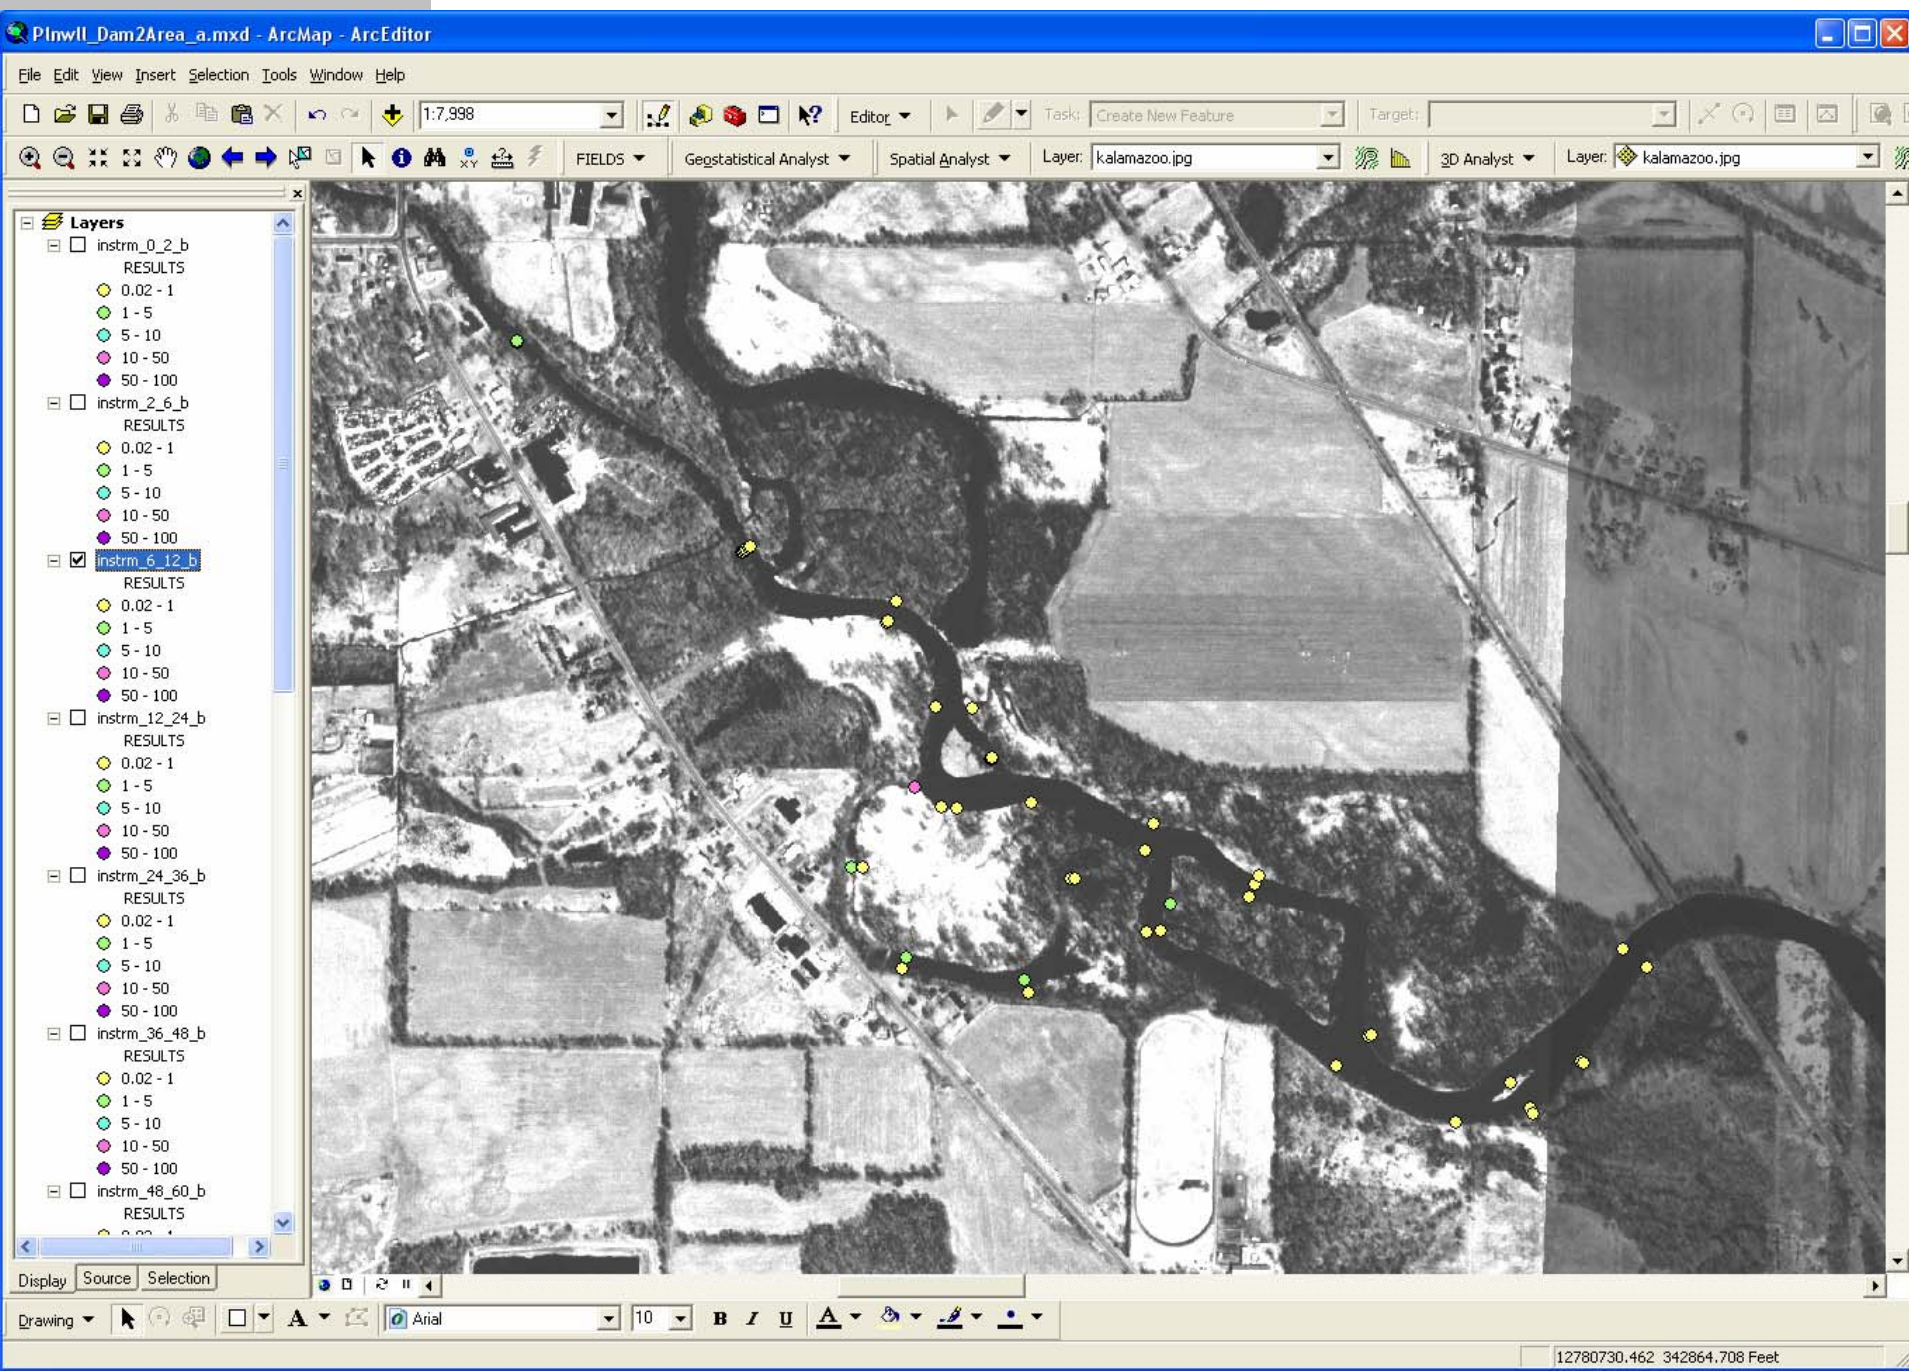 Plnwll_Dam2Area_a.mxd - ArcMap - ArcEditor
File Edit View Insert Selection Tools Window Help
1:7,998 Editor Task: Create New Feature Target:
FIELDS Geostatistical Analyst Spatial Analyst Layer: kalamazoo.jpg 3D Analyst Layer: kalamazoo.jpg
Layers
instrm_0_2_b
RESULTS
0.02 - 1
1 - 5
5 - 10
10 - 50
50 - 100
instrm_2_6_b
RESULTS
0.02 - 1
1 - 5
5 - 10
10 - 50
50 - 100
instrm_6_12_b
RESULTS
0.02 - 1
1 - 5
5 - 10
10 - 50
50 - 100
instrm_12_24_b
RESULTS
0.02 - 1
1 - 5
5 - 10
10 - 50
50 - 100
instrm_24_36_b
RESULTS
0.02 - 1
1 - 5
5 - 10
10 - 50
50 - 100
instrm_36_48_b
RESULTS
0.02 - 1
1 - 5
5 - 10
10 - 50
50 - 100
instrm_48_60_b
RESULTS
Display Source Selection
Drawing A Arial 10 B I U A
12780730.462 342864.708 Feet